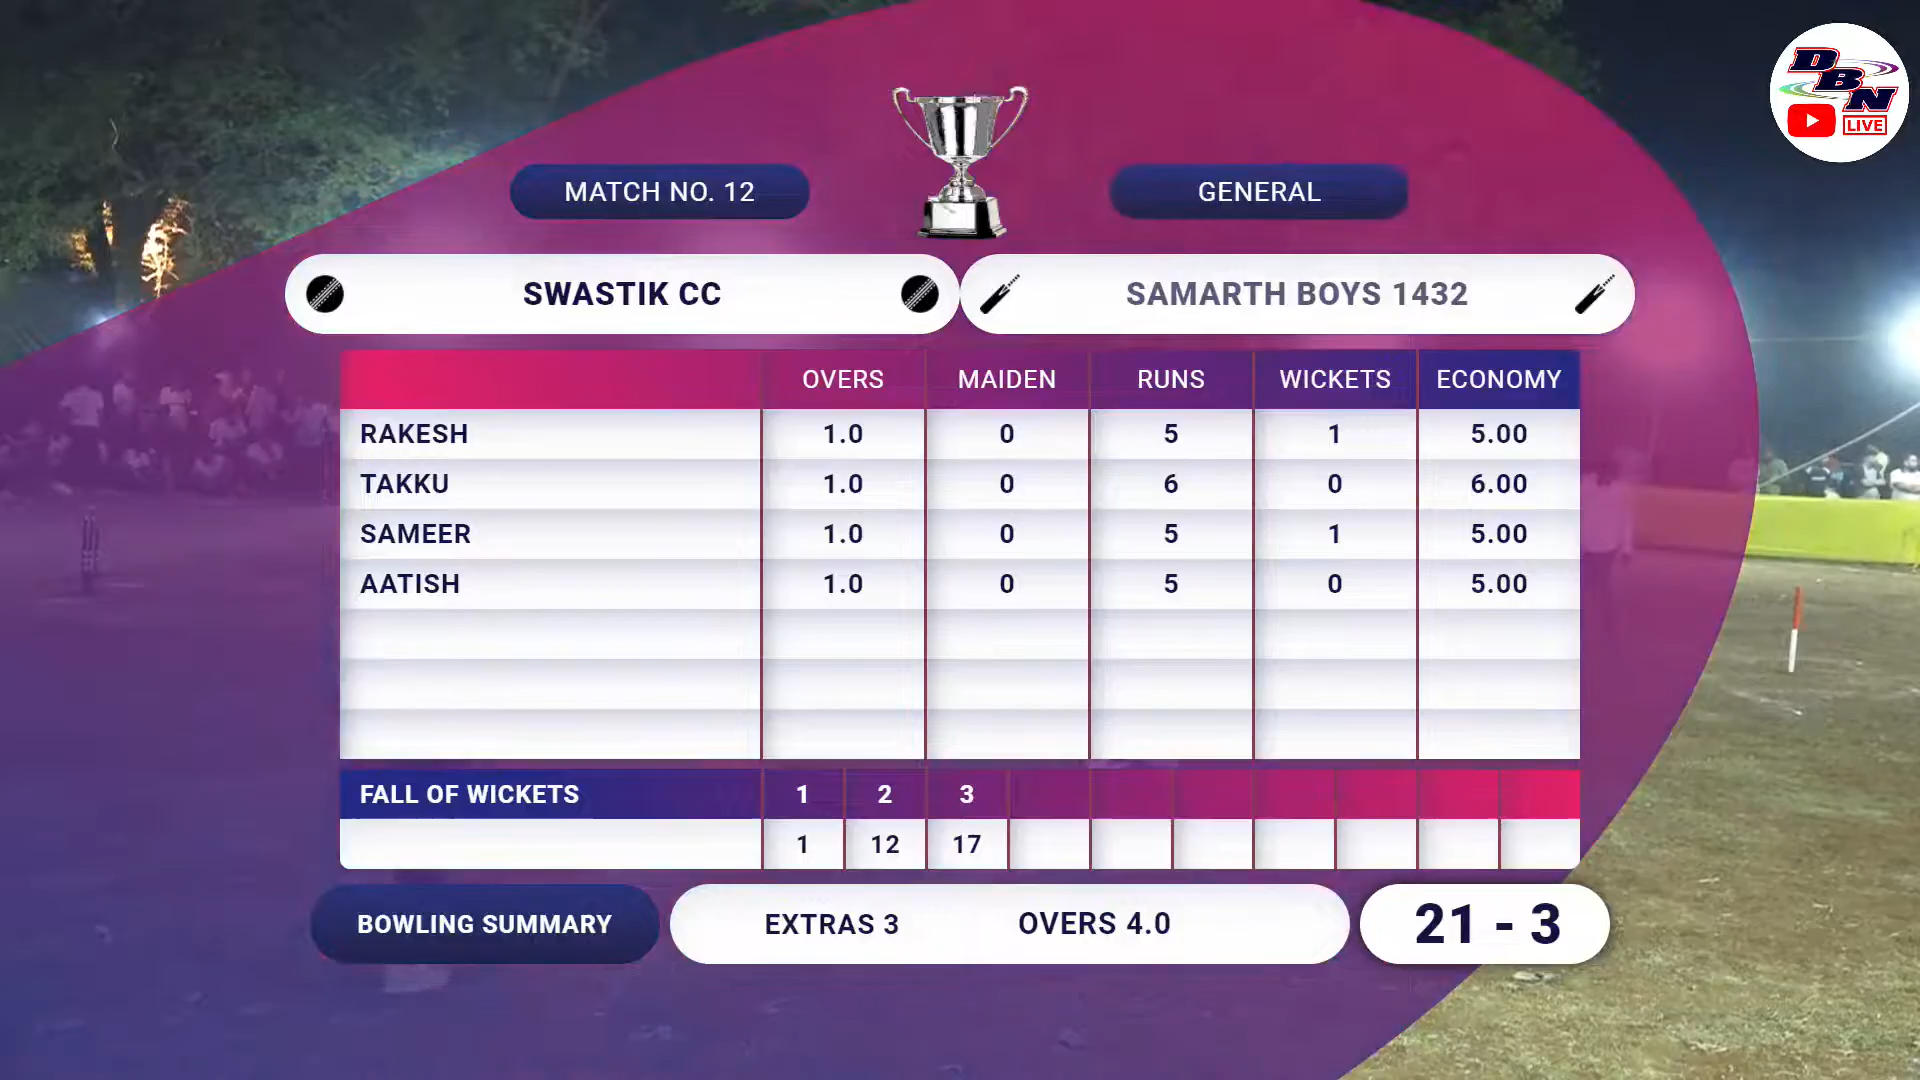 DBN
LIVE
MATCH NO. 12
GENERAL
SWASTIK CC
SAMARTH BOYS 1432
OVERS MAIDEN RUNS WICKETS ECONOMY
RAKESH 1.0 0 5 1 5.00
TAKKU 1.0 0 6 0 6.00
SAMEER 1.0 0 5 1 5.00
AATISH 1.0 0 5 0 5.00
FALL OF WICKETS 1 2 3
1 12 17
BOWLING SUMMARY
EXTRAS 3 OVERS 4.0
21 - 3